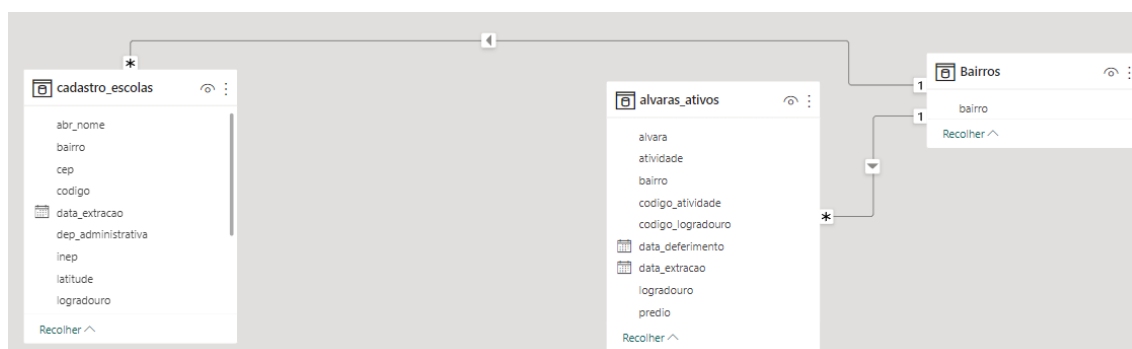 cadastro_escolas
abr_nome
bairro
cep
codigo
data_extracao
dep_administrativa
inep
latitude
logradouro
Recolher
*
alvaras_ativos
alvara
atividade
bairro
codigo_atividade
codigo_logradouro
data_deferimento
data_extracao
logradouro
predio
Recolher
*
1
1
Bairros
bairro
Recolher